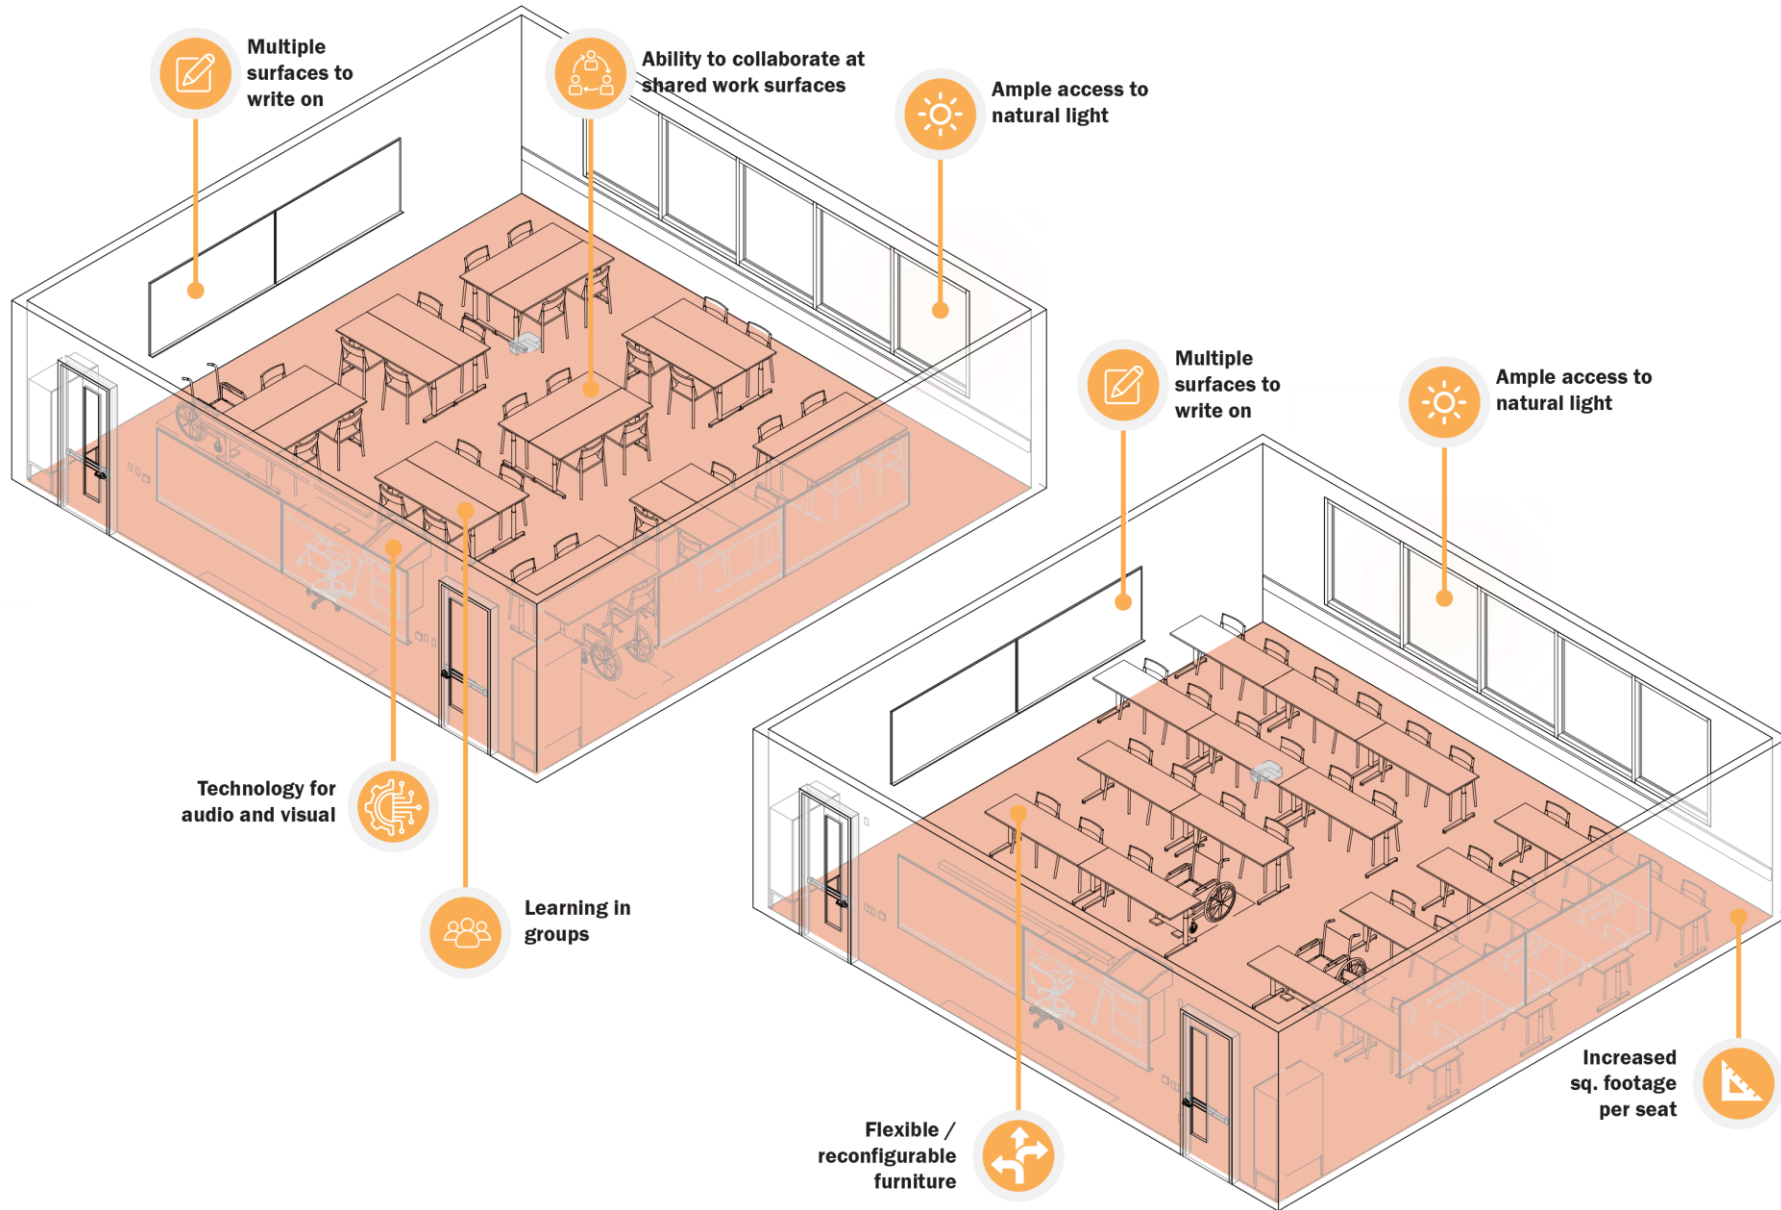 Multiple
surfaces to
write on
Ability to collaborate at
shared work surfaces
Ample access to
natural light
Multiple
surfaces to
write on
Ample access to
natural light
Technology for
audio and visual
Learning in
groups
Flexible /
reconfigurable
furniture
Increased
sq. footage
per seat